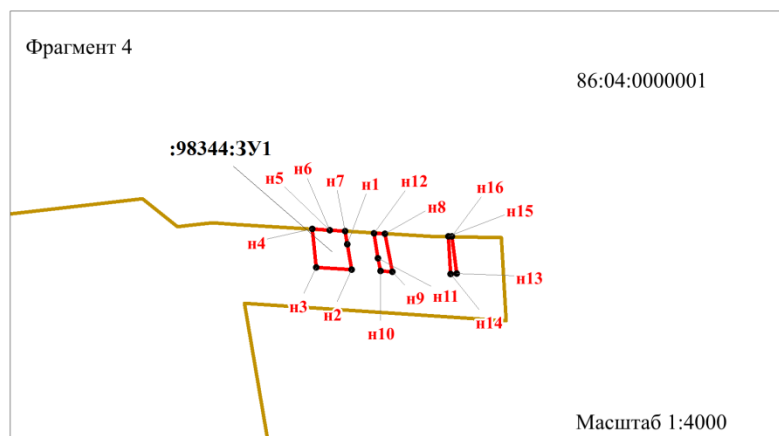 Фрагмент 4
86:04:0000001
:98344:ЗУ1
н6
н5
н7
н1
н12
н16
н8
н15
н4
н3
н2
н9
н11
н13
н10
н14
Масштаб 1:4000